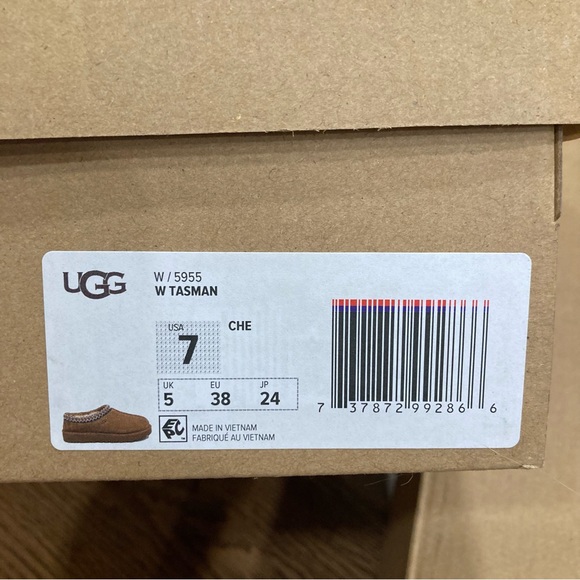 UGG
W / 5955
W TASMAN
USA
7
CHE
UK
5
EU
38
JP
24
EPC
MADE IN VIETNAM
FABRIQUÉ AU VIETNAM
7 37872 99286 6